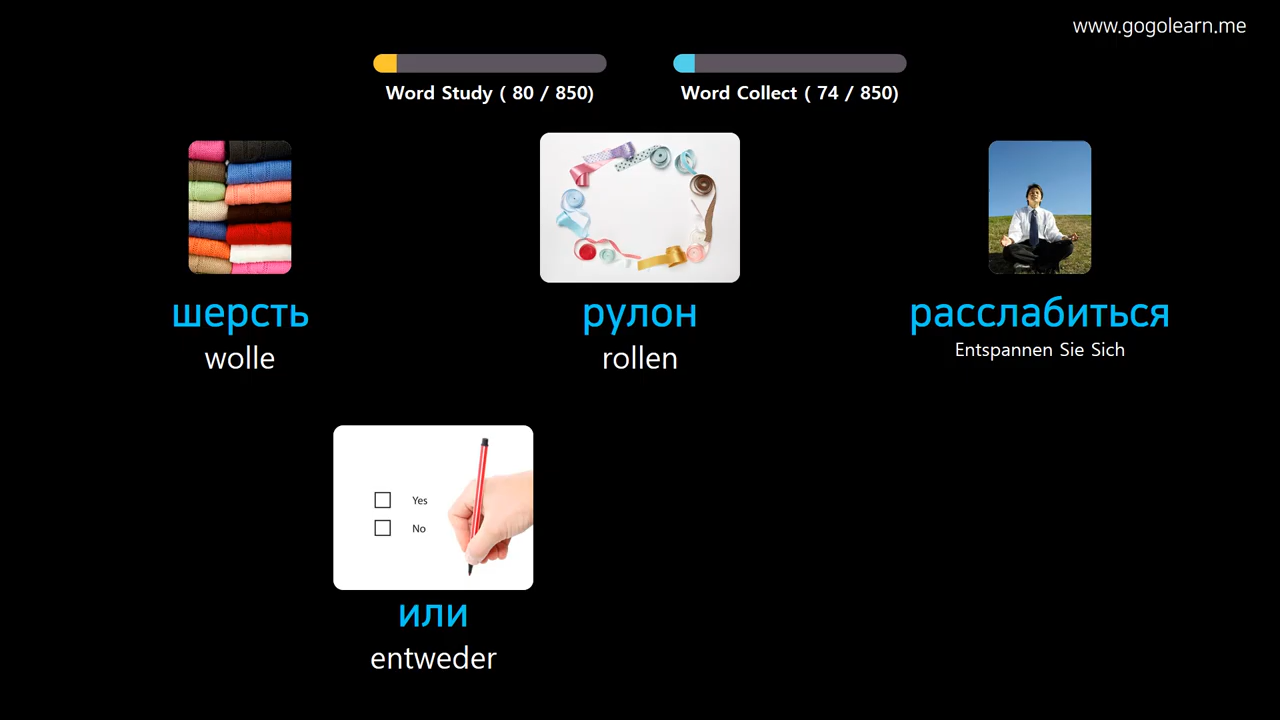 www.gogolearn.me
Word Study ( 80 / 850)
Word Collect ( 74 / 850)
шерсть
wolle
рулон
rollen
расслабиться
Entspannen Sie Sich
Yes
No
или
entweder